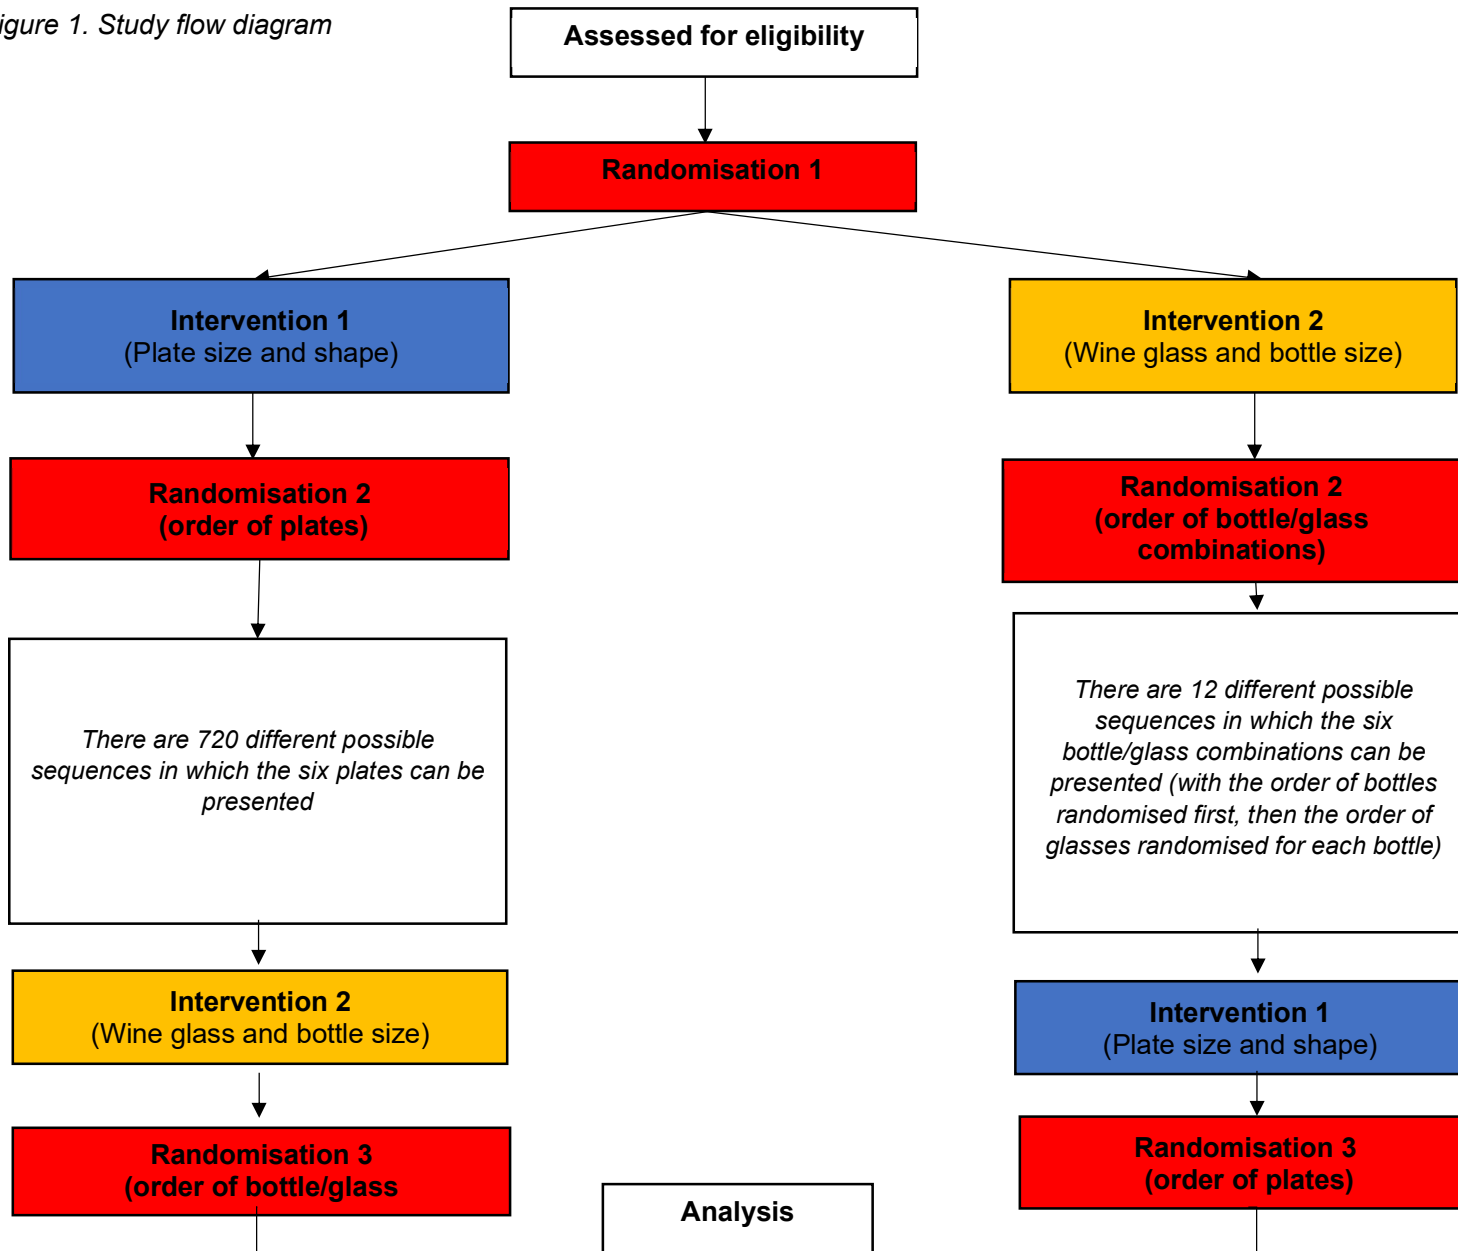 igure 1. Study flow diagram
Assessed for eligibility
Randomisation 1
Intervention 1
(Plate size and shape)
Intervention 2
(Wine glass and bottle size)
Randomisation 2
(order of plates)
Randomisation 2
(order of bottle/glass
combinations)
There are 720 different possible
sequences in which the six plates can be
presented
There are 12 different possible
sequences in which the six
bottle/glass combinations can be
presented (with the order of bottles
randomised first, then the order of
glasses randomised for each bottle)
Intervention 2
(Wine glass and bottle size)
Intervention 1
(Plate size and shape)
Randomisation 3
(order of bottle/glass
Randomisation 3
(order of plates)
Analysis